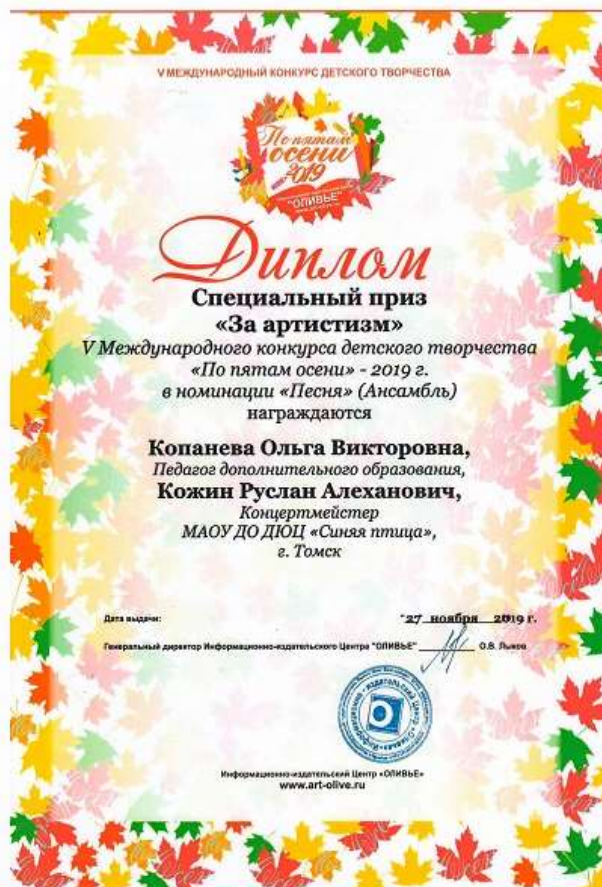 V МЕЖДУНАРОДНЫЙ КОНКУРС ДЕТСКОГО ТВОРЧЕСТВА
По пятам
осени
2019
"ОЛИВЬЕ"
Диплом
Специальный приз
«За артистизм»
V Международного конкурса детского творчества
«По пятам осени» - 2019 г.
в номинации «Песня» (Ансамбль)
награждаются
Копанева Ольга Викторовна,
Педагог дополнительного образования,
Кожин Руслан Алеханович,
Концертмейстер
МАОУ ДО ДЮЦ «Синяя птица»,
г. Томск
Дата выдачи: "27 ноября 2019 г.
Генеральный директор Информационно-издательского Центра "ОЛИВЬЕ" О.В. Лыков
Информационно-издательский Центр «ОЛИВЬЕ»
www.art-olive.ru